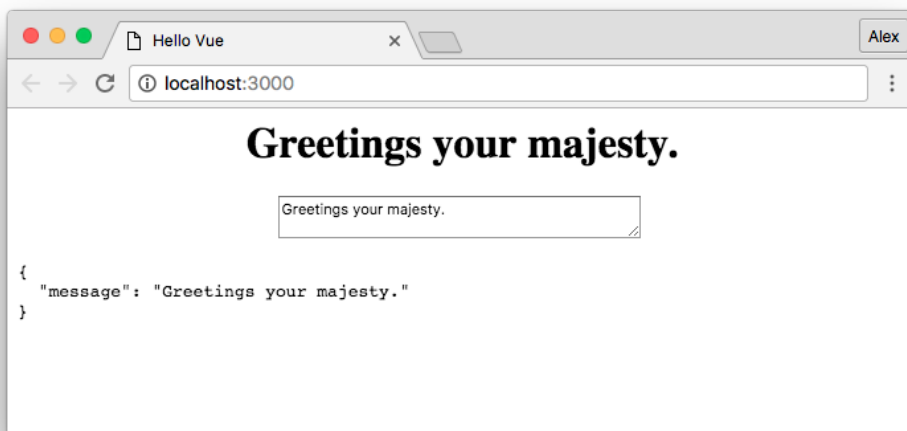 Hello Vue
Alex
localhost:3000
Greetings your majesty.
Greetings your majesty.
{
  "message": "Greetings your majesty."
}